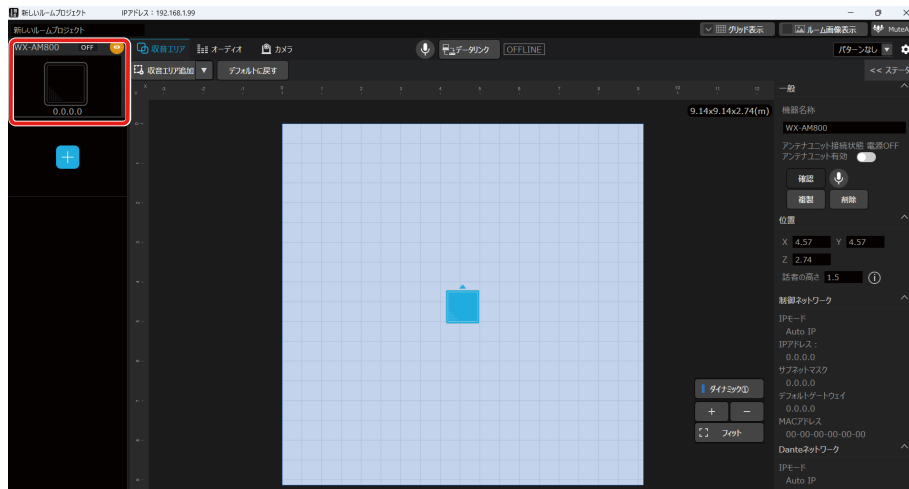 新しいルームプロジェクト IPアドレス：192.168.1.99
新しいルームプロジェクト グリッド表示 ルーム画像表示 MuteA
WX-AM800 OFF 収音エリア オーディオ カメラ データリンク OFFLINE パターンなし
収音エリア追加 デフォルトに戻す << ステータ
0.0.0.0
9.14x9.14x2.74(m)
一般
機器名称
WX-AM800
アンテナユニット接続状態 電源OFF
アンテナユニット有効
確認
複製 削除
位置
X 4.57 Y 4.57
Z 2.74
話者の高さ 1.5
制御ネットワーク
IPモード
Auto IP
IPアドレス：
0.0.0.0
サブネットマスク
0.0.0.0
デフォルトゲートウェイ
0.0.0.0
MACアドレス
00-00-00-00-00-00
Danteネットワーク
IPモード
Auto IP
ダイナミック①
+ −
フィット